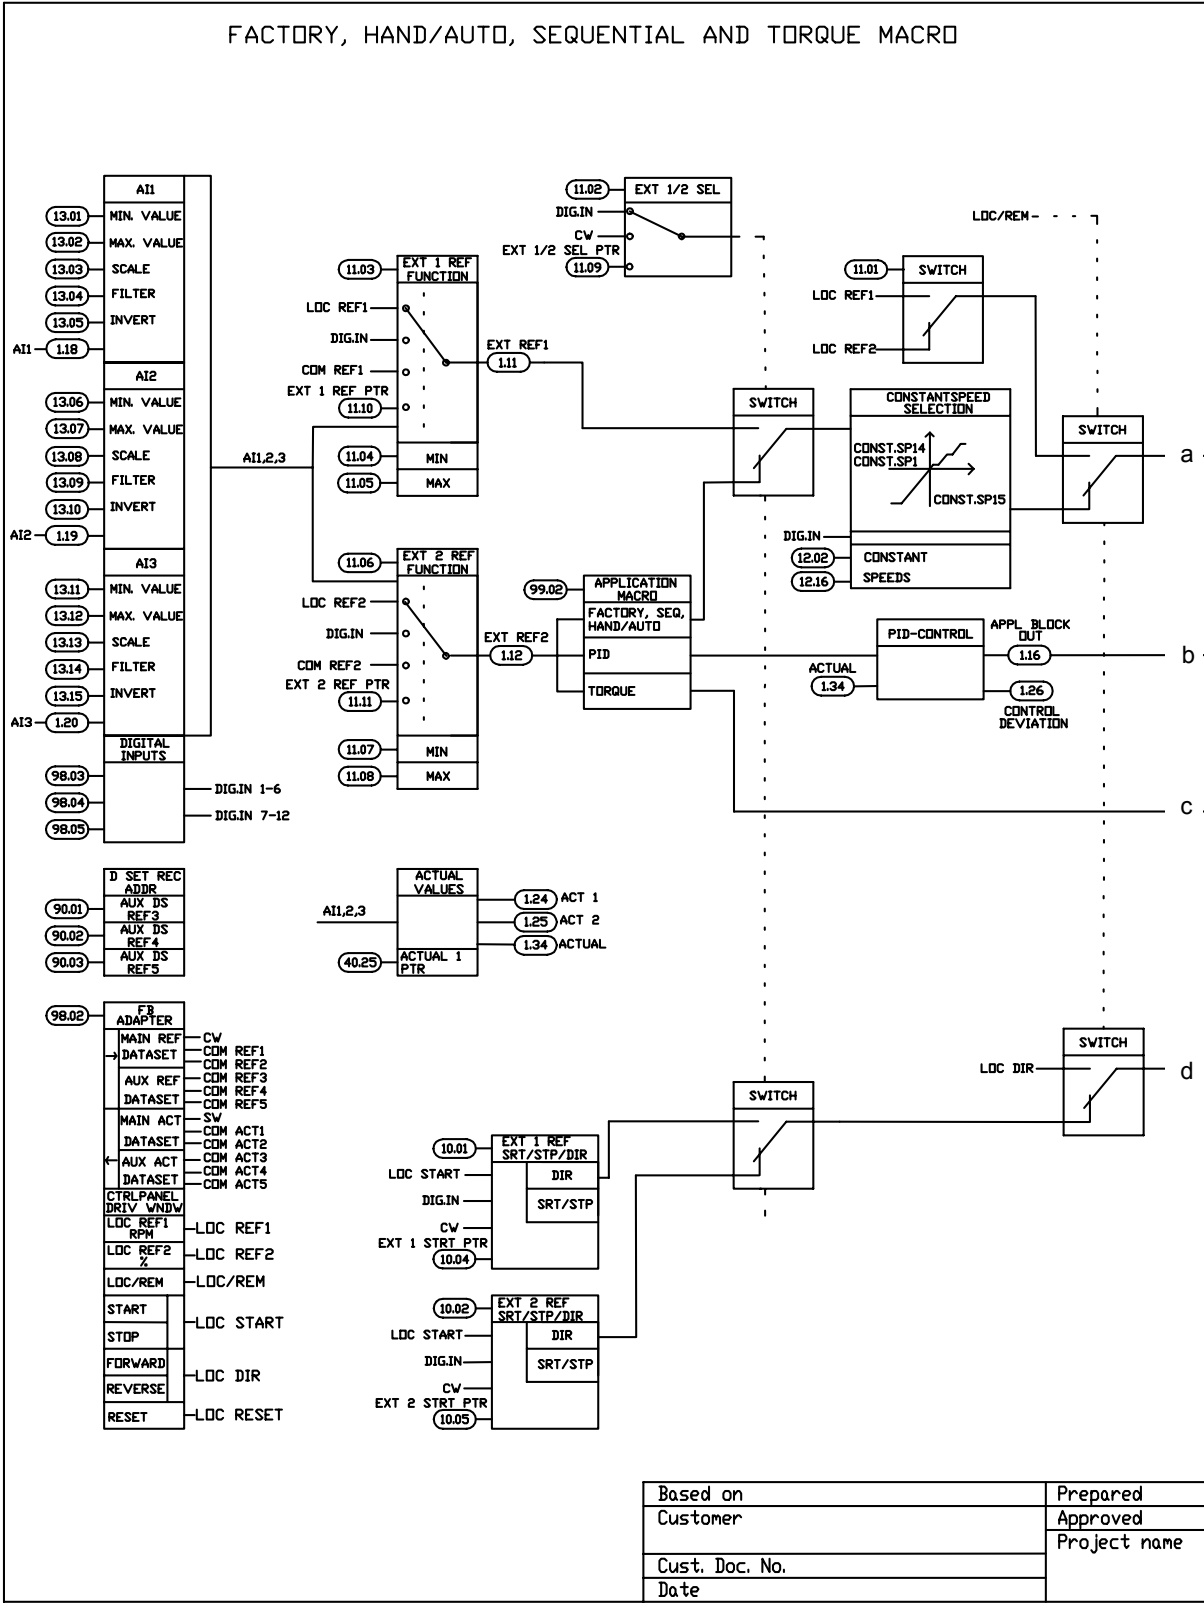 FACTORY, HAND/AUTO, SEQUENTIAL AND TORQUE MACRO
AI1
13.01 MIN. VALUE
13.02 MAX. VALUE
13.03 SCALE
13.04 FILTER
13.05 INVERT
AI1 1.18
AI2
13.06 MIN. VALUE
13.07 MAX. VALUE
13.08 SCALE
13.09 FILTER
13.10 INVERT
AI2 1.19
AI3
13.11 MIN. VALUE
13.12 MAX. VALUE
13.13 SCALE
13.14 FILTER
13.15 INVERT
AI3 1.20
DIGITAL
INPUTS
98.03
98.04
98.05
DIG.IN 1-6
DIG.IN 7-12
AI1,2,3
11.03 EXT 1 REF
FUNCTION
LOC REF1
DIG.IN
COM REF1
EXT 1 REF PTR
11.10
11.04 MIN
11.05 MAX
EXT REF1
1.11
11.06 EXT 2 REF
FUNCTION
LOC REF2
DIG.IN
COM REF2
EXT 2 REF PTR
11.11
11.07 MIN
11.08 MAX
EXT REF2
1.12
11.02 EXT 1/2 SEL
DIG.IN
CW
EXT 1/2 SEL PTR
11.09
99.02 APPLICATION
MACRO
FACTORY, SEQ,
HAND/AUTO
PID
TORQUE
SWITCH
LOC/REM
11.01 SWITCH
LOC REF1
LOC REF2
CONSTANTSPEED
SELECTION
CONST.SP14
CONST.SP1
CONST.SP15
DIG.IN
12.02 CONSTANT
12.16 SPEEDS
SWITCH
a
PID-CONTROL
ACTUAL
1.34
APPL BLOCK
OUT
1.16
b
1.26
CONTROL
DEVIATION
c
D SET REC
ADDR
90.01 AUX DS
REF3
90.02 AUX DS
REF4
90.03 AUX DS
REF5
AI1,2,3
ACTUAL
VALUES
1.24 ACT 1
1.25 ACT 2
1.34 ACTUAL
40.25 ACTUAL 1
PTR
98.02 FB
ADAPTER
MAIN REF CW
DATASET COM REF1
COM REF2
AUX REF COM REF3
COM REF4
DATASET COM REF5
MAIN ACT SW
COM ACT1
DATASET COM ACT2
AUX ACT COM ACT3
COM ACT4
DATASET COM ACT5
CTRLPANEL
DRIV WNDW
LOC REF1
RPM
LOC REF1
LOC REF2
%
LOC REF2
LOC/REM LOC/REM
START
STOP
LOC START
FORWARD
REVERSE
LOC DIR
RESET LOC RESET
10.01 EXT 1 REF
SRT/STP/DIR
LOC START DIR
DIG.IN SRT/STP
CW
EXT 1 STRT PTR
10.04
10.02 EXT 2 REF
SRT/STP/DIR
LOC START DIR
DIG.IN SRT/STP
CW
EXT 2 STRT PTR
10.05
SWITCH
SWITCH
LOC DIR
d
Based on
Customer
Cust. Doc. No.
Date
Prepared
Approved
Project name